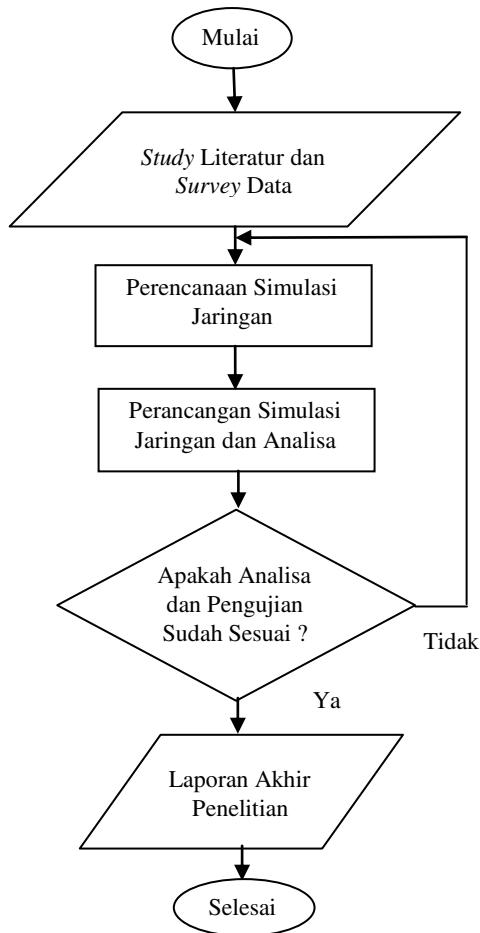 Mulai
Study Literatur dan
Survey Data
Perencanaan Simulasi
Jaringan
Perancangan Simulasi
Jaringan dan Analisa
Apakah Analisa
dan Pengujian
Sudah Sesuai ?
Tidak
Ya
Laporan Akhir
Penelitian
Selesai